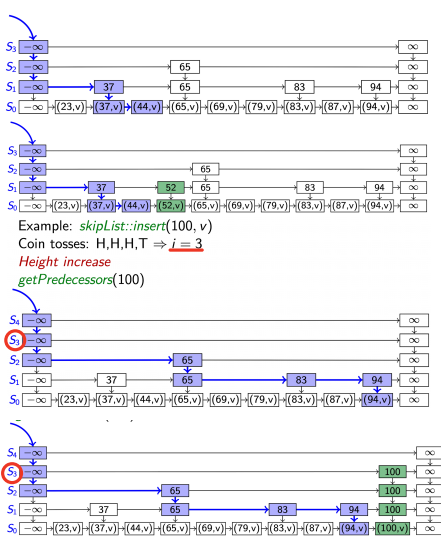 S3 −∞ ∞
S2 −∞ 65 ∞
S1 −∞ 37 65 83 94 ∞
S0 −∞ (23,v) (37,v) (44,v) (65,v) (69,v) (79,v) (83,v) (87,v) (94,v) ∞
S3 −∞ ∞
S2 −∞ 65 ∞
S1 −∞ 37 52 65 83 94 ∞
S0 −∞ (23,v) (37,v) (44,v) (52,v) (65,v) (69,v) (79,v) (83,v) (87,v) (94,v) ∞
Example: skipList::insert(100, v)
Coin tosses: H,H,H,T ⇒ i = 3
Height increase
getPredecessors(100)
S4 −∞ ∞
S3 −∞ ∞
S2 −∞ 65 ∞
S1 −∞ 37 65 83 94 ∞
S0 −∞ (23,v) (37,v) (44,v) (65,v) (69,v) (79,v) (83,v) (87,v) (94,v) ∞
S4 −∞ ∞
S3 −∞ 100 ∞
S2 −∞ 65 100 ∞
S1 −∞ 37 65 83 94 100 ∞
S0 −∞ (23,v) (37,v) (44,v) (65,v) (69,v) (79,v) (83,v) (87,v) (94,v) (100,v) ∞